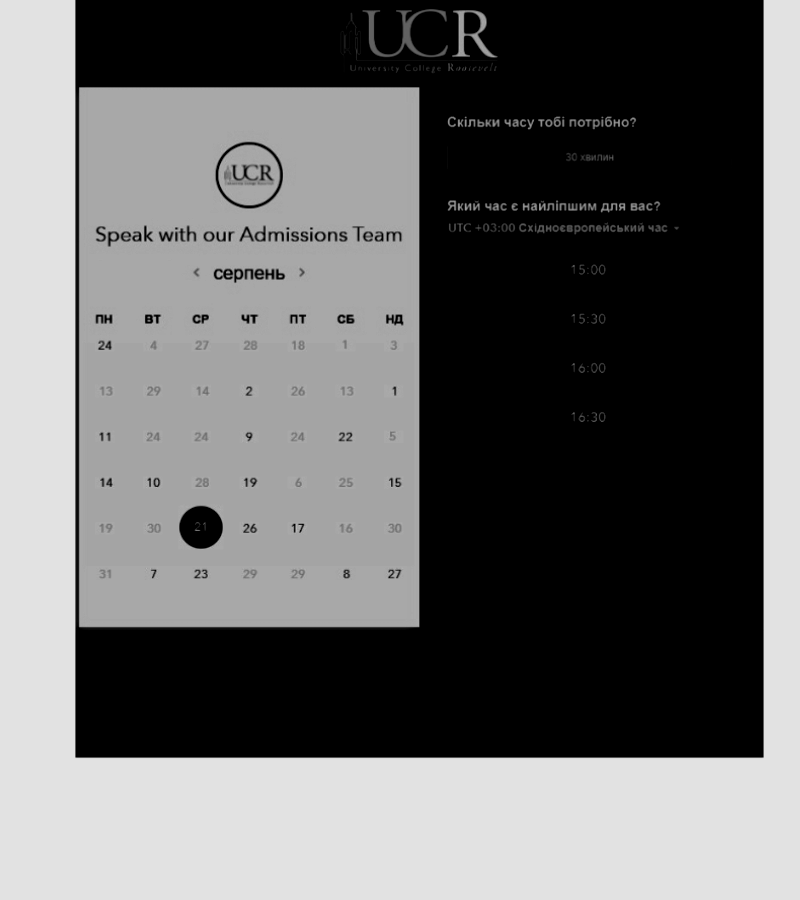 UCR
University College Roosevelt
UCR
Speak with our Admissions Team
< серпень >
ПН ВТ СР ЧТ ПТ СБ НД
24 4 27 28 18 1 3
13 29 14 2 26 13 1
11 24 24 9 24 22 5
14 10 28 19 6 25 15
19 30 21 26 17 16 30
31 7 23 29 29 8 27
Скільки часу тобі потрібно?
30 хвилин
Який час є найліпшим для вас?
UTC +03:00 Східноєвропейський час
15:00
15:30
16:00
16:30